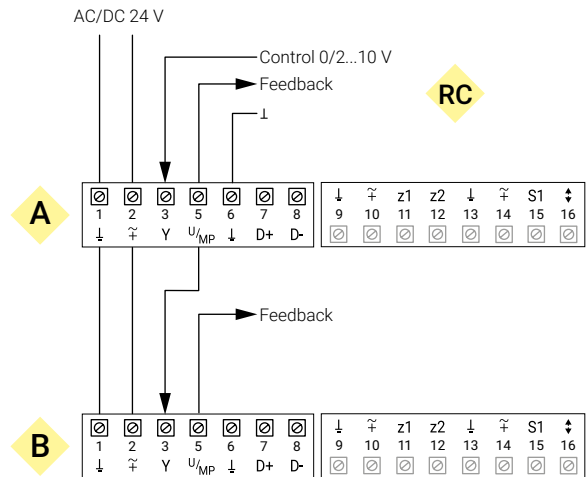 AC/DC 24 V
Control 0/2...10 V
Feedback
⊥
RC
A
1 2 3 5 6 7 8
⏚ ~∓ Y U/MP ⏚ D+ D-
⏚ ~∓ z1 z2 ⏚ ~∓ S1 ⬍
9 10 11 12 13 14 15 16
Feedback
B
1 2 3 5 6 7 8
⏚ ~∓ Y U/MP ⏚ D+ D-
⏚ ~∓ z1 z2 ⏚ ~∓ S1 ⬍
9 10 11 12 13 14 15 16